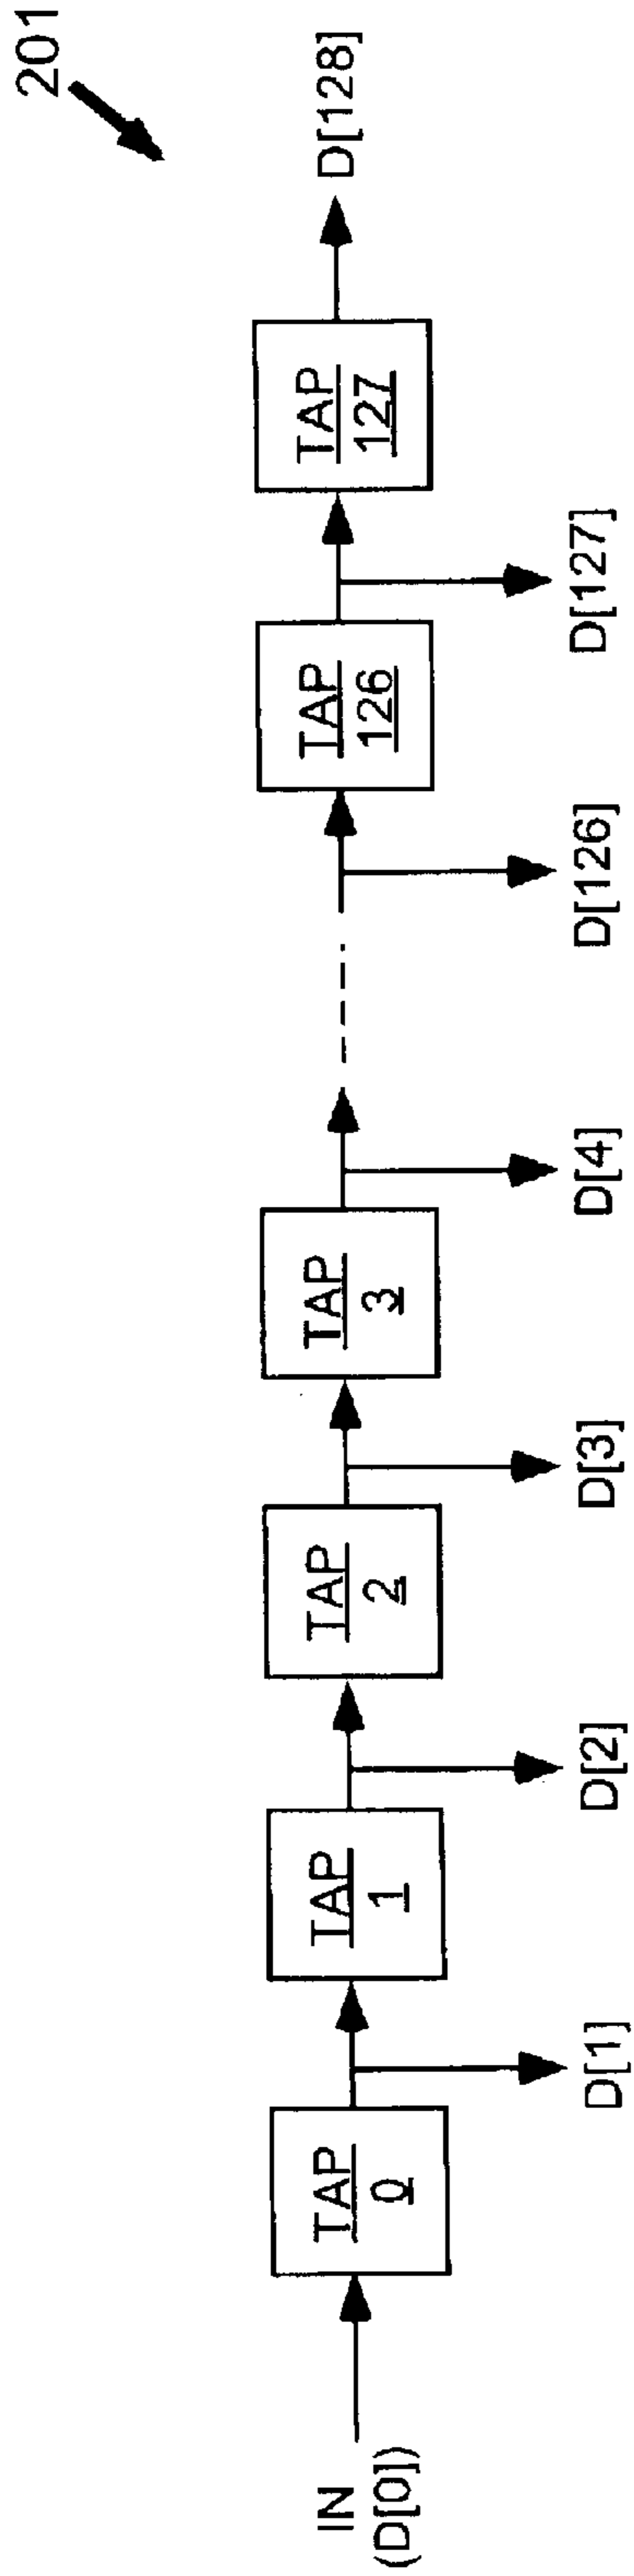 201
IN
(D[0])
TAP
0
TAP
1
TAP
2
TAP
3
TAP
126
TAP
127
D[128]
D[1]
D[2]
D[3]
D[4]
D[126]
D[127]